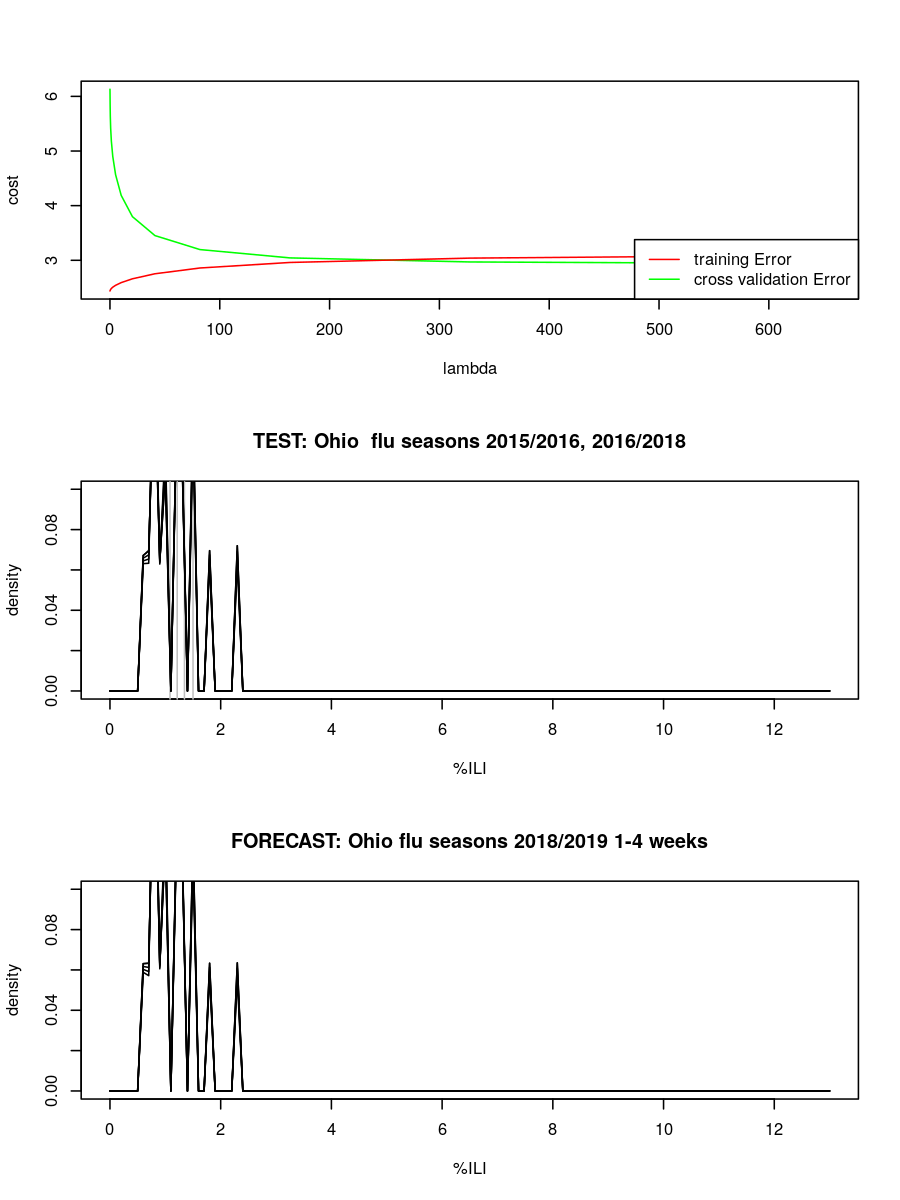 6
5
4
3
cost
training Error
cross validation Error
0 100 200 300 400 500 600
lambda
TEST: Ohio  flu seasons 2015/2016, 2016/2018
0.08
0.04
0.00
density
0 2 4 6 8 10 12
%ILI
FORECAST: Ohio flu seasons 2018/2019 1-4 weeks
0.08
0.04
0.00
density
0 2 4 6 8 10 12
%ILI